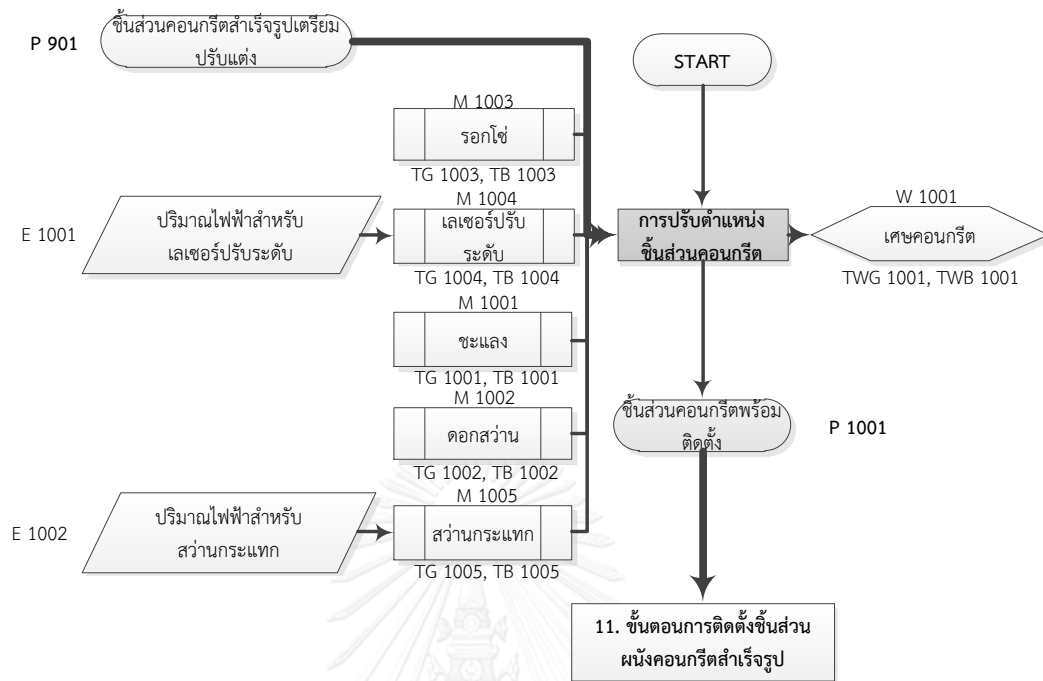 P 901
ชิ้นส่วนคอนกรีตสำเร็จรูปเตรียม
ปรับแต่ง
START
M 1003
รอกโซ่
TG 1003, TB 1003
E 1001
ปริมาณไฟฟ้าสำหรับ
เลเซอร์ปรับระดับ
M 1004
เลเซอร์ปรับ
ระดับ
TG 1004, TB 1004
การปรับตำแหน่ง
ชิ้นส่วนคอนกรีต
W 1001
เศษคอนกรีต
TWG 1001, TWB 1001
M 1001
ชะแลง
TG 1001, TB 1001
M 1002
ดอกสว่าน
TG 1002, TB 1002
ชิ้นส่วนคอนกรีตพร้อม
ติดตั้ง
P 1001
E 1002
ปริมาณไฟฟ้าสำหรับ
สว่านกระแทก
M 1005
สว่านกระแทก
TG 1005, TB 1005
11. ขั้นตอนการติดตั้งชิ้นส่วน
ผนังคอนกรีตสำเร็จรูป